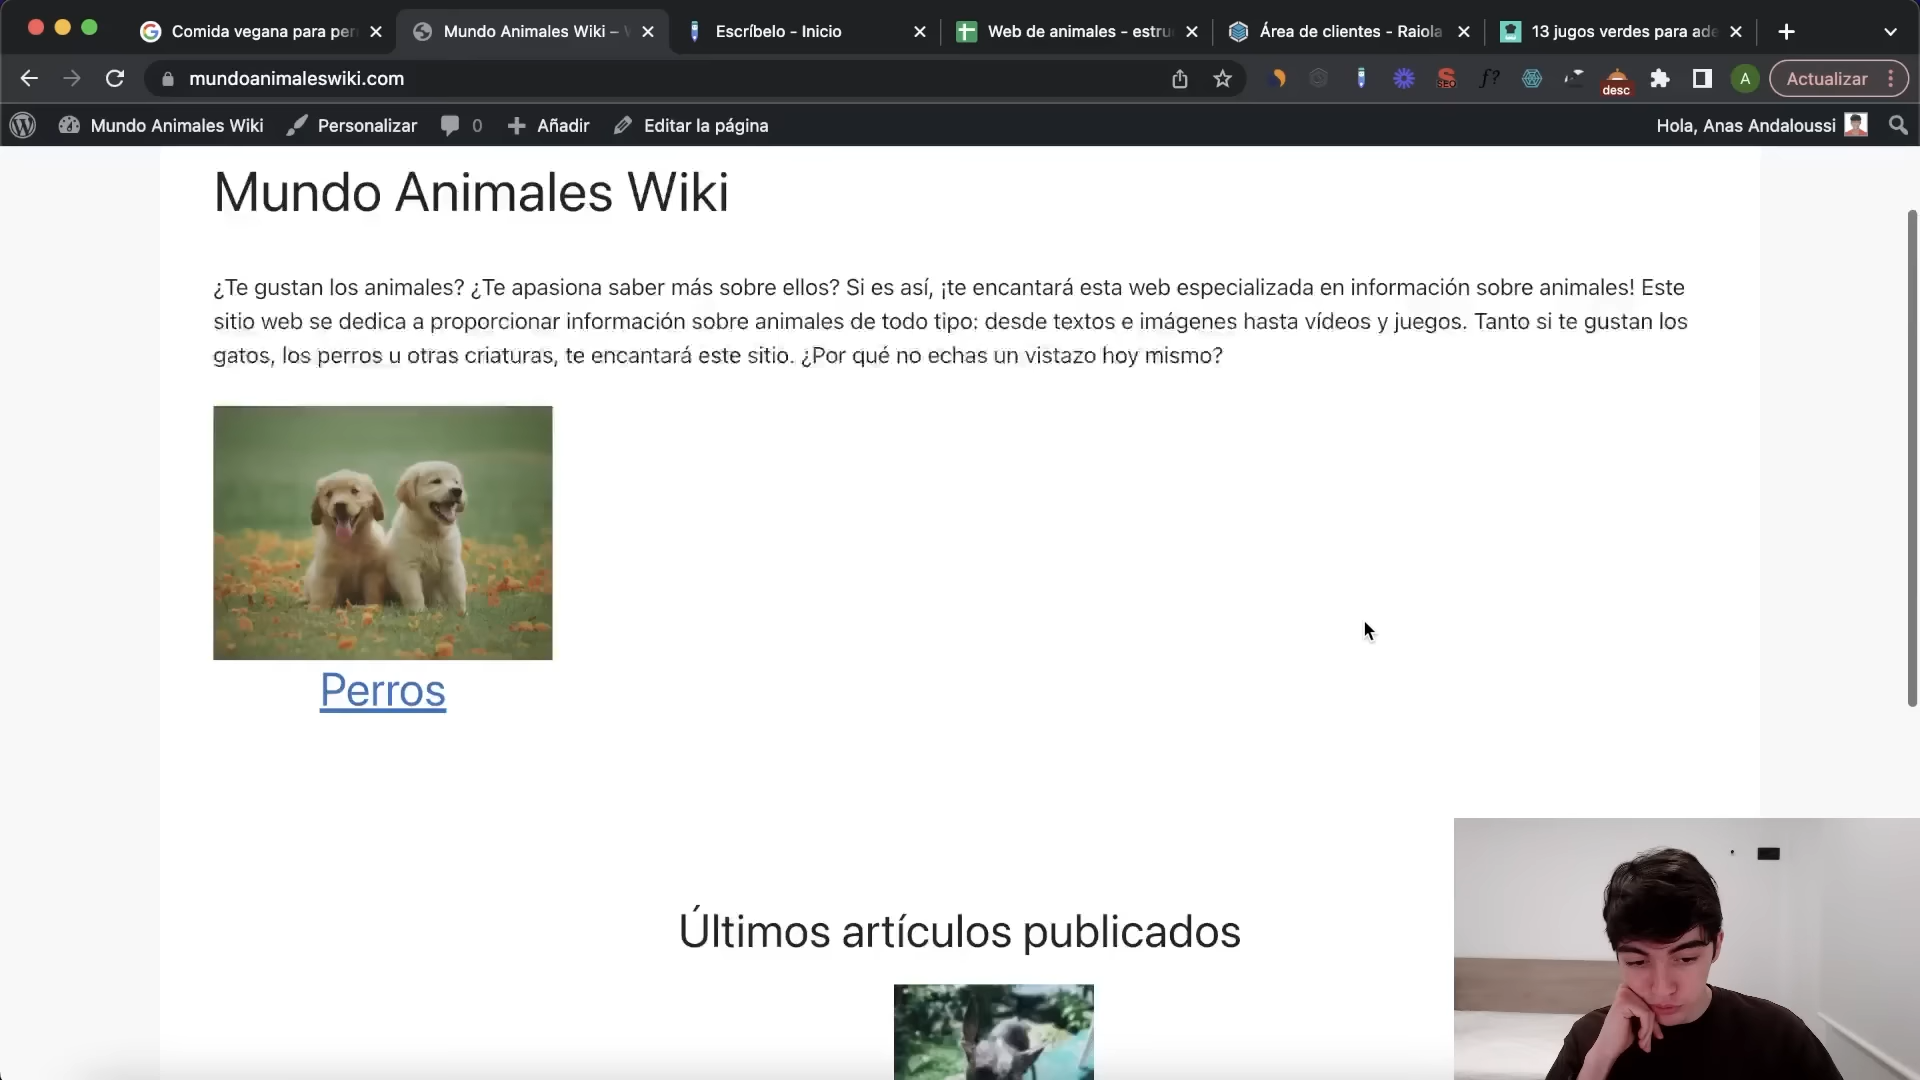 Comida vegana para per
Mundo Animales Wiki –
Escríbelo - Inicio
Web de animales - estru
Área de clientes - Raiola
13 jugos verdes para ade
mundoanimaleswiki.com
SEO
f?
desc
A
Actualizar
Mundo Animales Wiki
Personalizar
0
Añadir
Editar la página
Hola, Anas Andaloussi
Mundo Animales Wiki
¿Te gustan los animales? ¿Te apasiona saber más sobre ellos? Si es así, ¡te encantará esta web especializada en información sobre animales! Este
sitio web se dedica a proporcionar información sobre animales de todo tipo: desde textos e imágenes hasta vídeos y juegos. Tanto si te gustan los
gatos, los perros u otras criaturas, te encantará este sitio. ¿Por qué no echas un vistazo hoy mismo?
Perros
Últimos artículos publicados